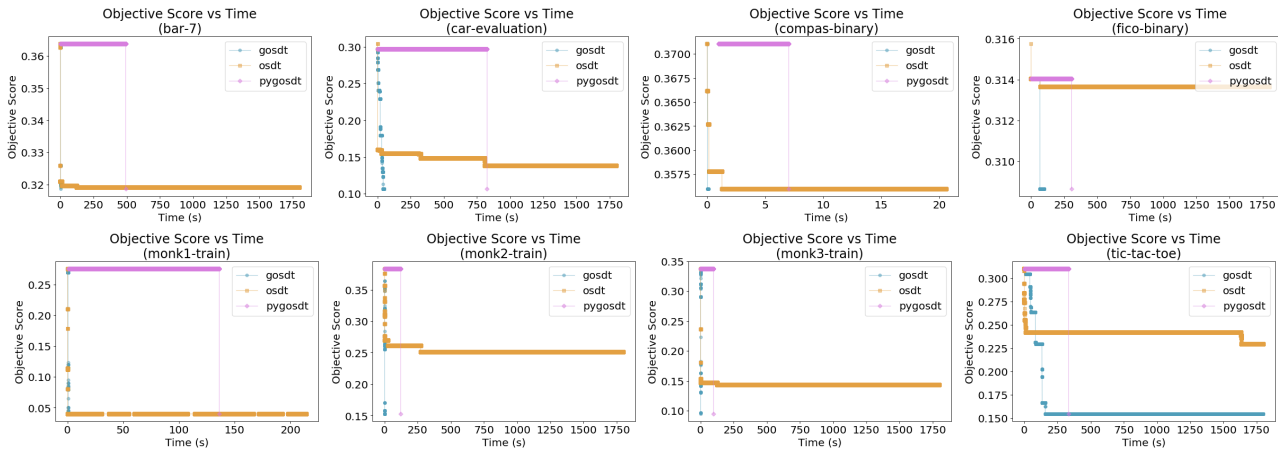 Objective Score vs Time
(bar-7)
Objective Score
0.36
0.35
0.34
0.33
0.32
gosdt
osdt
pygosdt
0 250 500 750 1000 1250 1500 1750
Time (s)
Objective Score vs Time
(car-evaluation)
Objective Score
0.30
0.25
0.20
0.15
0.10
gosdt
osdt
pygosdt
0 250 500 750 1000 1250 1500 1750
Time (s)
Objective Score vs Time
(compas-binary)
Objective Score
0.3700
0.3675
0.3650
0.3625
0.3600
0.3575
gosdt
osdt
pygosdt
0 5 10 15 20
Time (s)
Objective Score vs Time
(fico-binary)
Objective Score
0.316
0.314
0.312
0.310
gosdt
osdt
pygosdt
0 250 500 750 1000 1250 1500 1750
Time (s)
Objective Score vs Time
(monk1-train)
Objective Score
0.25
0.20
0.15
0.10
0.05
gosdt
osdt
pygosdt
0 50 100 150 200
Time (s)
Objective Score vs Time
(monk2-train)
Objective Score
0.35
0.30
0.25
0.20
0.15
gosdt
osdt
pygosdt
0 250 500 750 1000 1250 1500 1750
Time (s)
Objective Score vs Time
(monk3-train)
Objective Score
0.35
0.30
0.25
0.20
0.15
0.10
gosdt
osdt
pygosdt
0 250 500 750 1000 1250 1500 1750
Time (s)
Objective Score vs Time
(tic-tac-toe)
Objective Score
0.300
0.275
0.250
0.225
0.200
0.175
0.150
gosdt
osdt
pygosdt
0 250 500 750 1000 1250 1500 1750
Time (s)